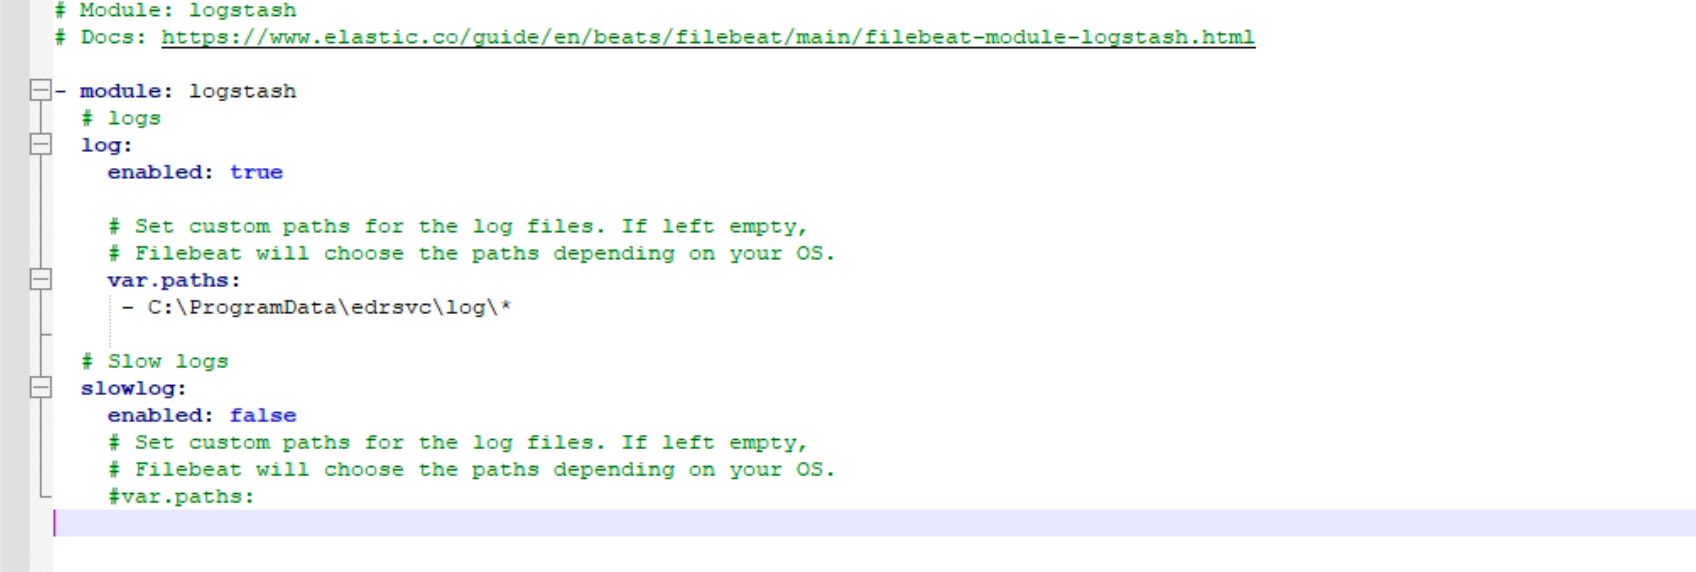 # Module: logstash
# Docs: https://www.elastic.co/guide/en/beats/filebeat/main/filebeat-module-logstash.html
- module: logstash
# logs
log:
enabled: true
# Set custom paths for the log files. If left empty,
# Filebeat will choose the paths depending on your OS.
var.paths:
- C:\ProgramData\edrsvc\log\*
# Slow logs
slowlog:
enabled: false
# Set custom paths for the log files. If left empty,
# Filebeat will choose the paths depending on your OS.
#var.paths: